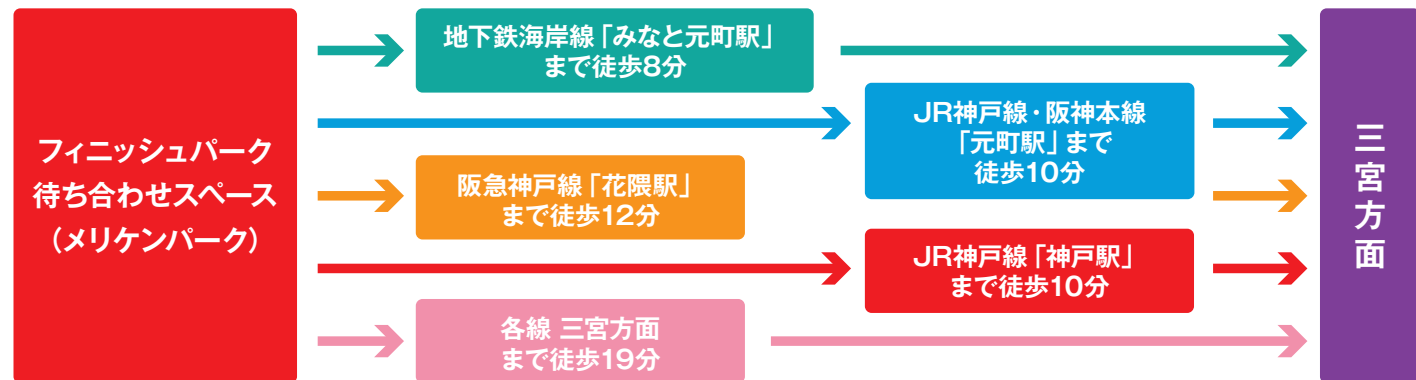 フィニッシュパーク
待ち合わせスペース
(メリケンパーク)
地下鉄海岸線「みなと元町駅」
まで徒歩8分
JR神戸線・阪神本線
「元町駅」まで
徒歩10分
阪急神戸線「花隈駅」
まで徒歩12分
JR神戸線「神戸駅」
まで徒歩10分
各線 三宮方面
まで徒歩19分
三宮方面